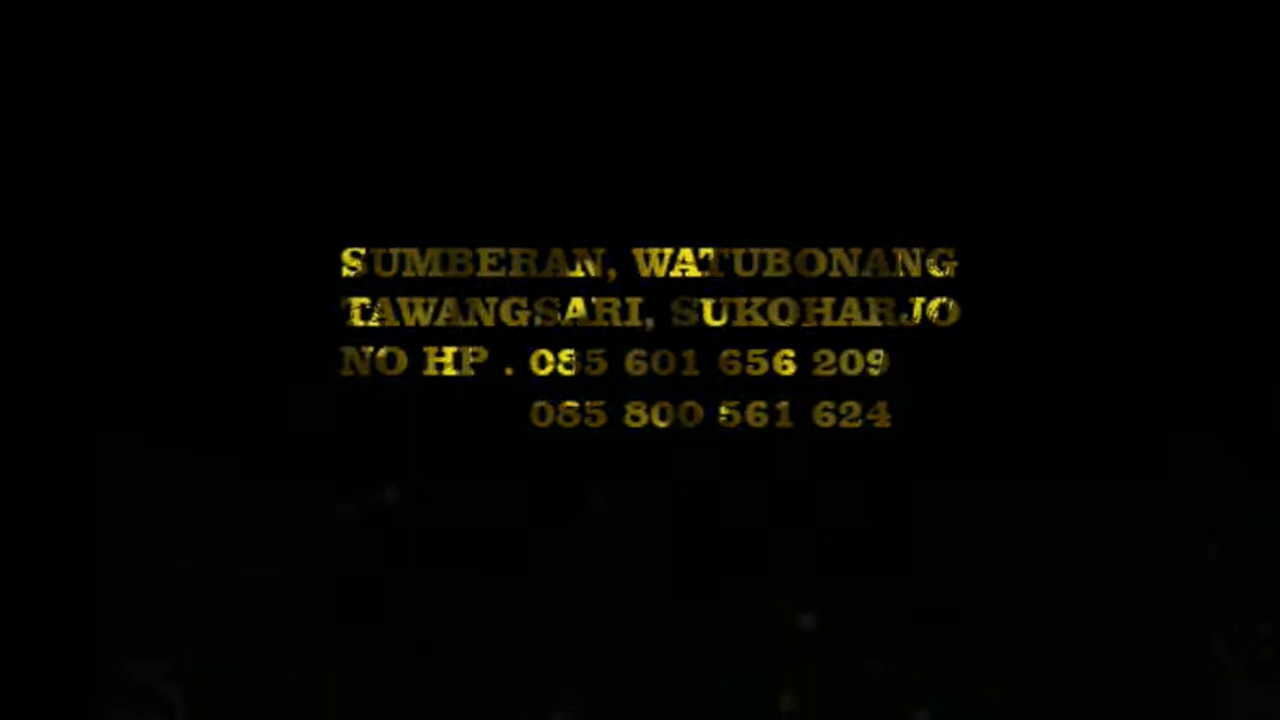 SUMBERAN, WATUBONANG
TAWANGSARI, SUKOHARJO
NO HP . 085 601 656 209
085 800 561 624